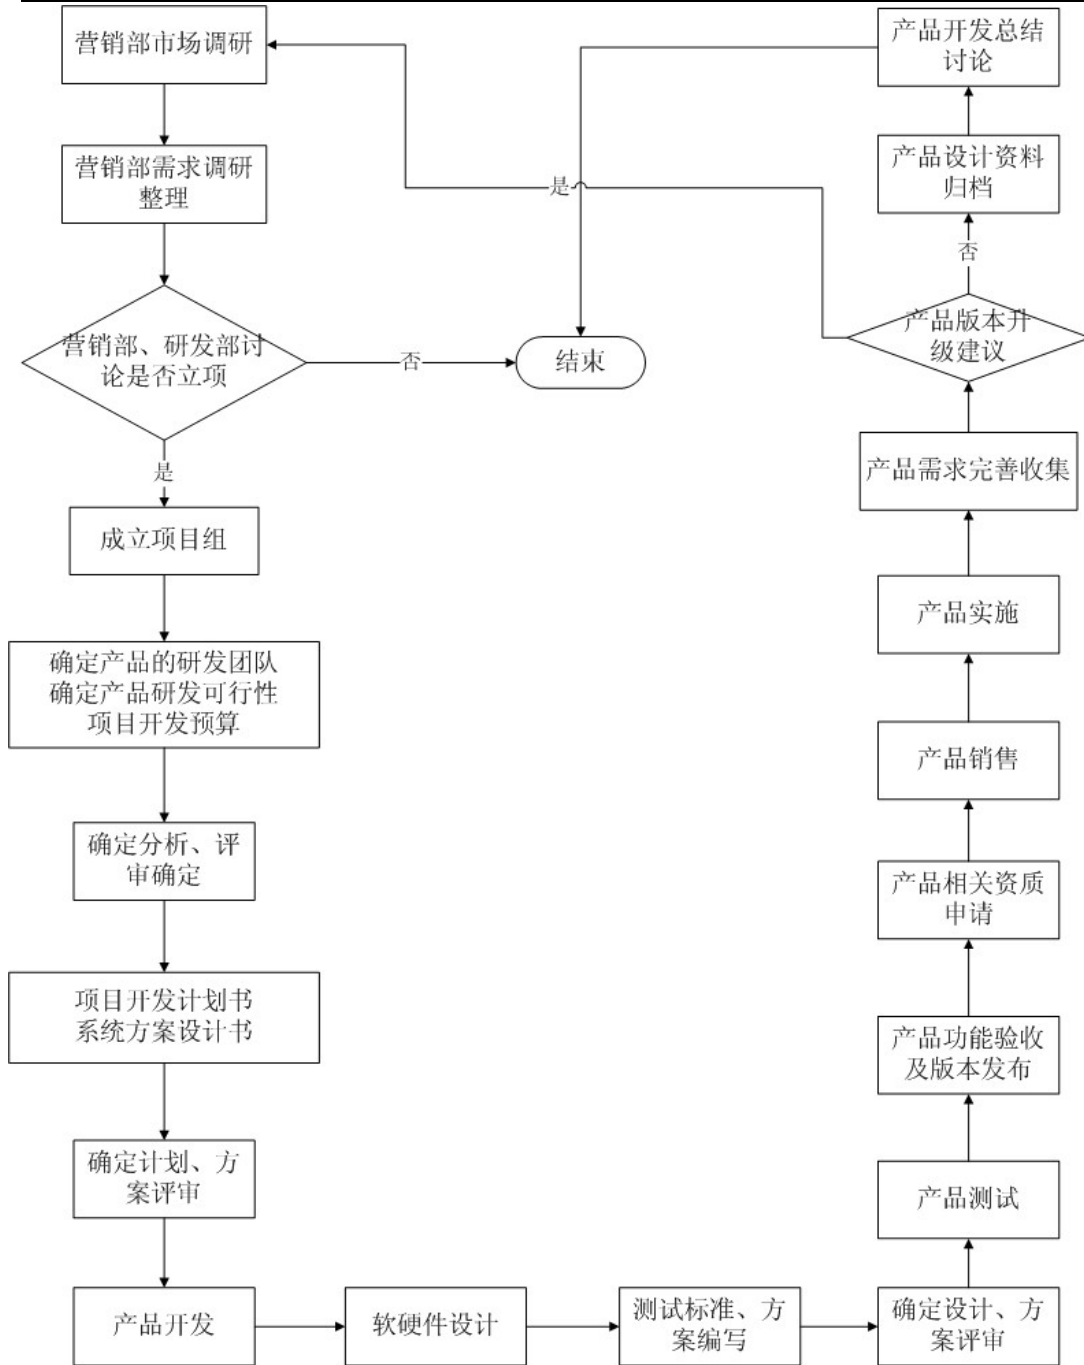 营销部市场调研
营销部需求调研
整理
营销部、研发部讨
论是否立项
否
结束
是
成立项目组
确定产品的研发团队
确定产品研发可行性
项目开发预算
确定分析、评
审确定
项目开发计划书
系统方案设计书
确定计划、方
案评审
产品开发
软硬件设计
测试标准、方
案编写
确定设计、方
案评审
产品测试
产品功能验收
及版本发布
产品相关资质
申请
产品销售
产品实施
产品需求完善收集
产品版本升
级建议
是
否
产品设计资料
归档
产品开发总结
讨论